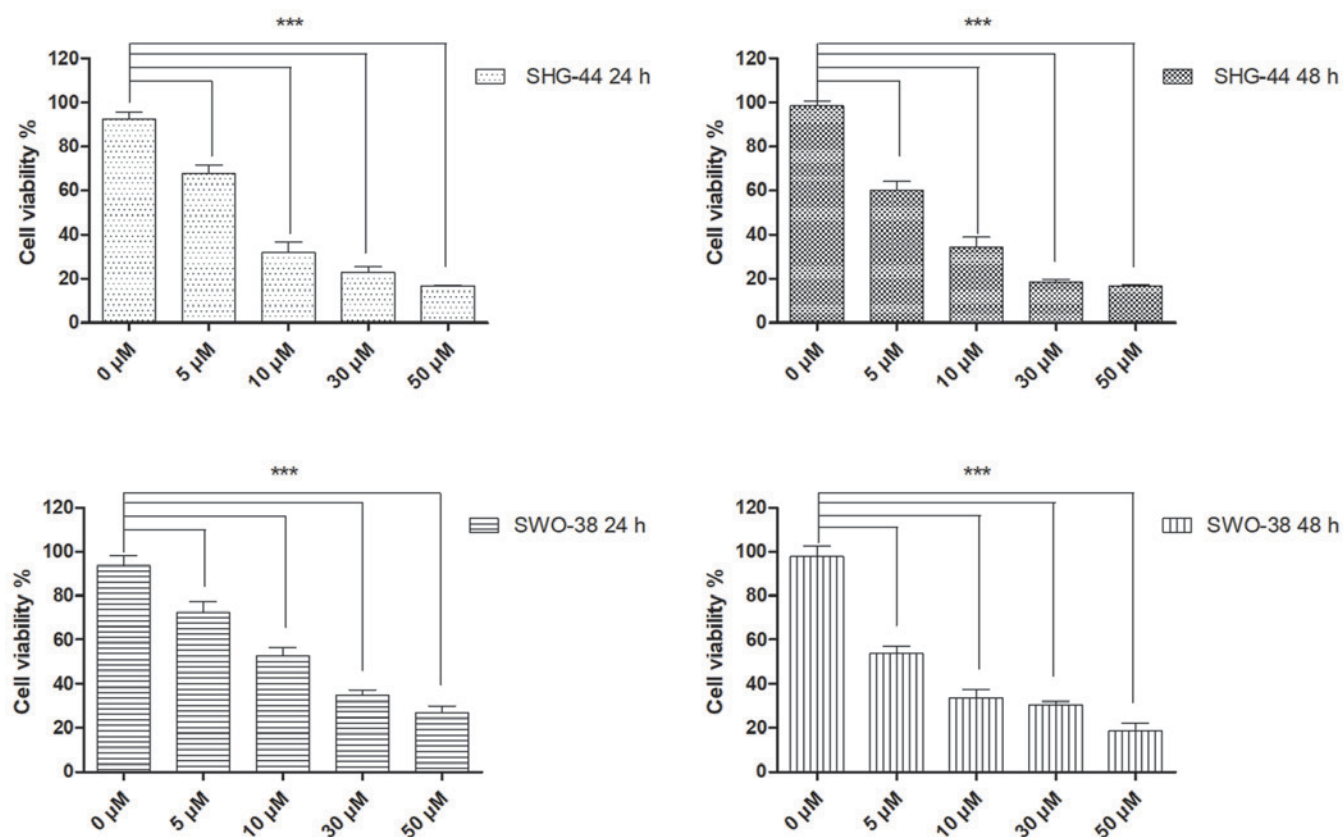 ***
120
100
80
60
40
20
0
Cell viability %
0 µM
5 µM
10 µM
30 µM
50 µM
SHG-44 24 h
***
120
100
80
60
40
20
0
Cell viability %
0 µM
5 µM
10 µM
30 µM
50 µM
SHG-44 48 h
***
120
100
80
60
40
20
0
Cell viability %
0 µM
5 µM
10 µM
30 µM
50 µM
SWO-38 24 h
***
120
100
80
60
40
20
0
Cell viability %
0 µM
5 µM
10 µM
30 µM
50 µM
SWO-38 48 h